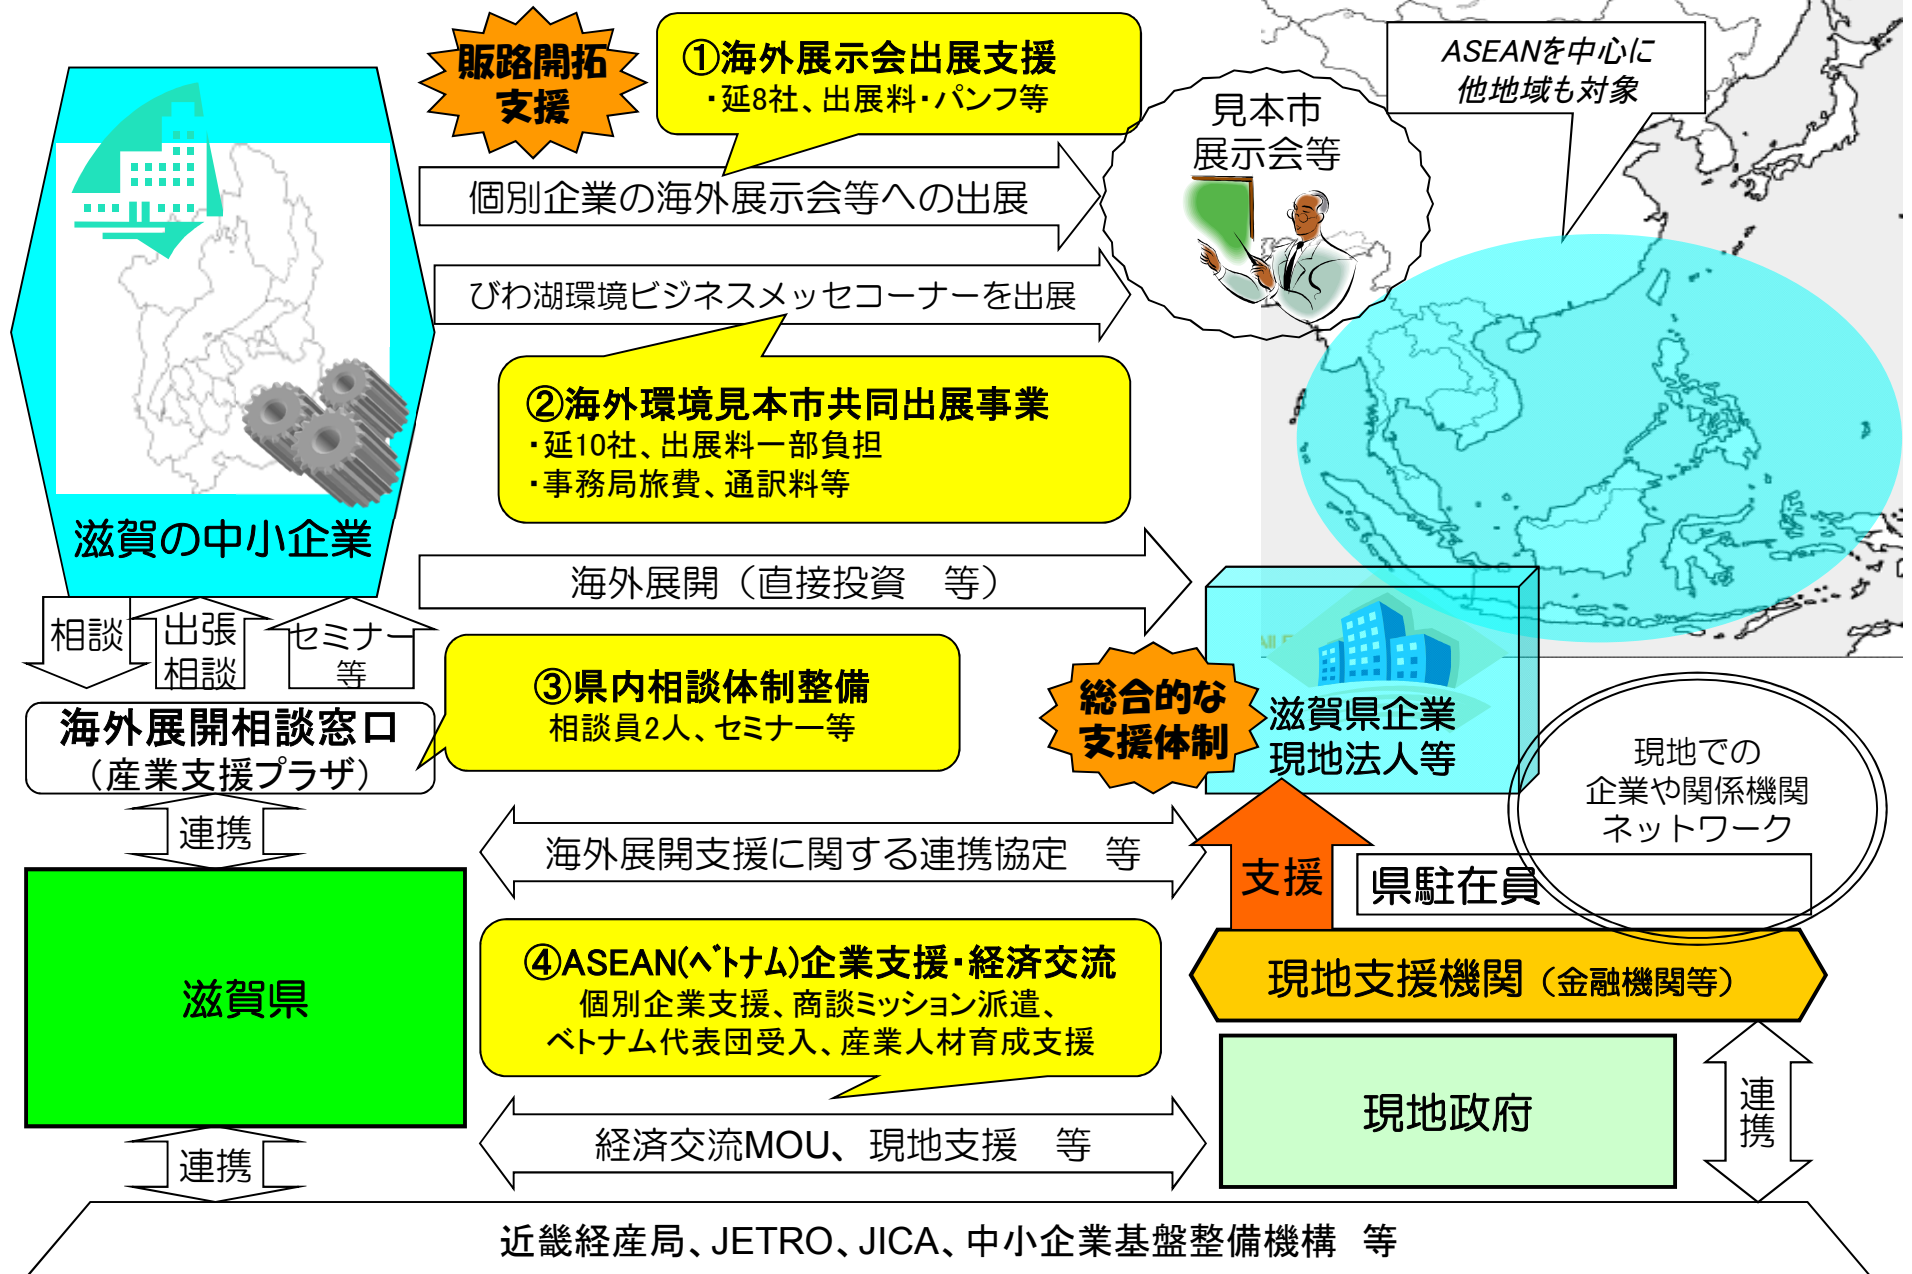 販路開拓
支援
①海外展示会出展支援
・延8社、出展料・パンフ等
ASEANを中心に
他地域も対象
見本市
展示会等
個別企業の海外展示会等への出展
びわ湖環境ビジネスメッセコーナーを出展
②海外環境見本市共同出展事業
・延10社、出展料一部負担
・事務局旅費、通訳料等
滋賀の中小企業
海外展開（直接投資　等）
相談
出張
相談
セミナー
等
③県内相談体制整備
相談員2人、セミナー等
総合的な
支援体制
滋賀県企業
現地法人等
海外展開相談窓口
（産業支援プラザ）
現地での
企業や関係機関
ネットワーク
連携
海外展開支援に関する連携協定　等
支援
県駐在員
滋賀県
④ASEAN(ﾍﾞﾄﾅﾑ)企業支援・経済交流
個別企業支援、商談ミッション派遣、
ベトナム代表団受入、産業人材育成支援
現地支援機関（金融機関等）
現地政府
連携
経済交流MOU、現地支援　等
連携
近畿経産局、JETRO、JICA、中小企業基盤整備機構　等